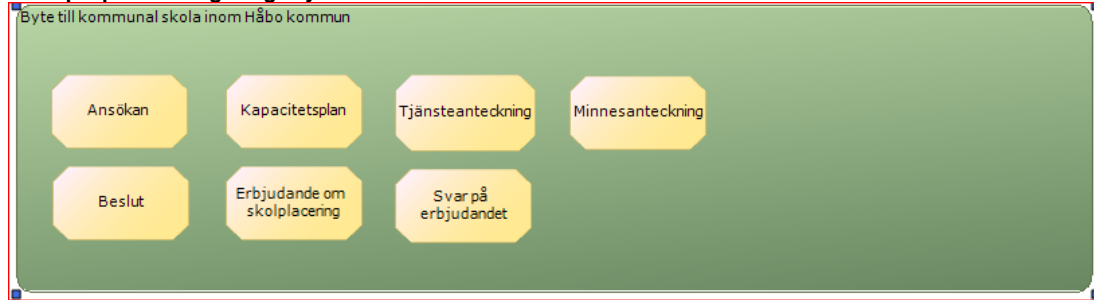 Byte till kommunal skola inom Håbo kommun
Ansökan
Kapacitetsplan
Tjänsteanteckning
Minnesanteckning
Beslut
Erbjudande om
skolplacering
Svar på
erbjudandet